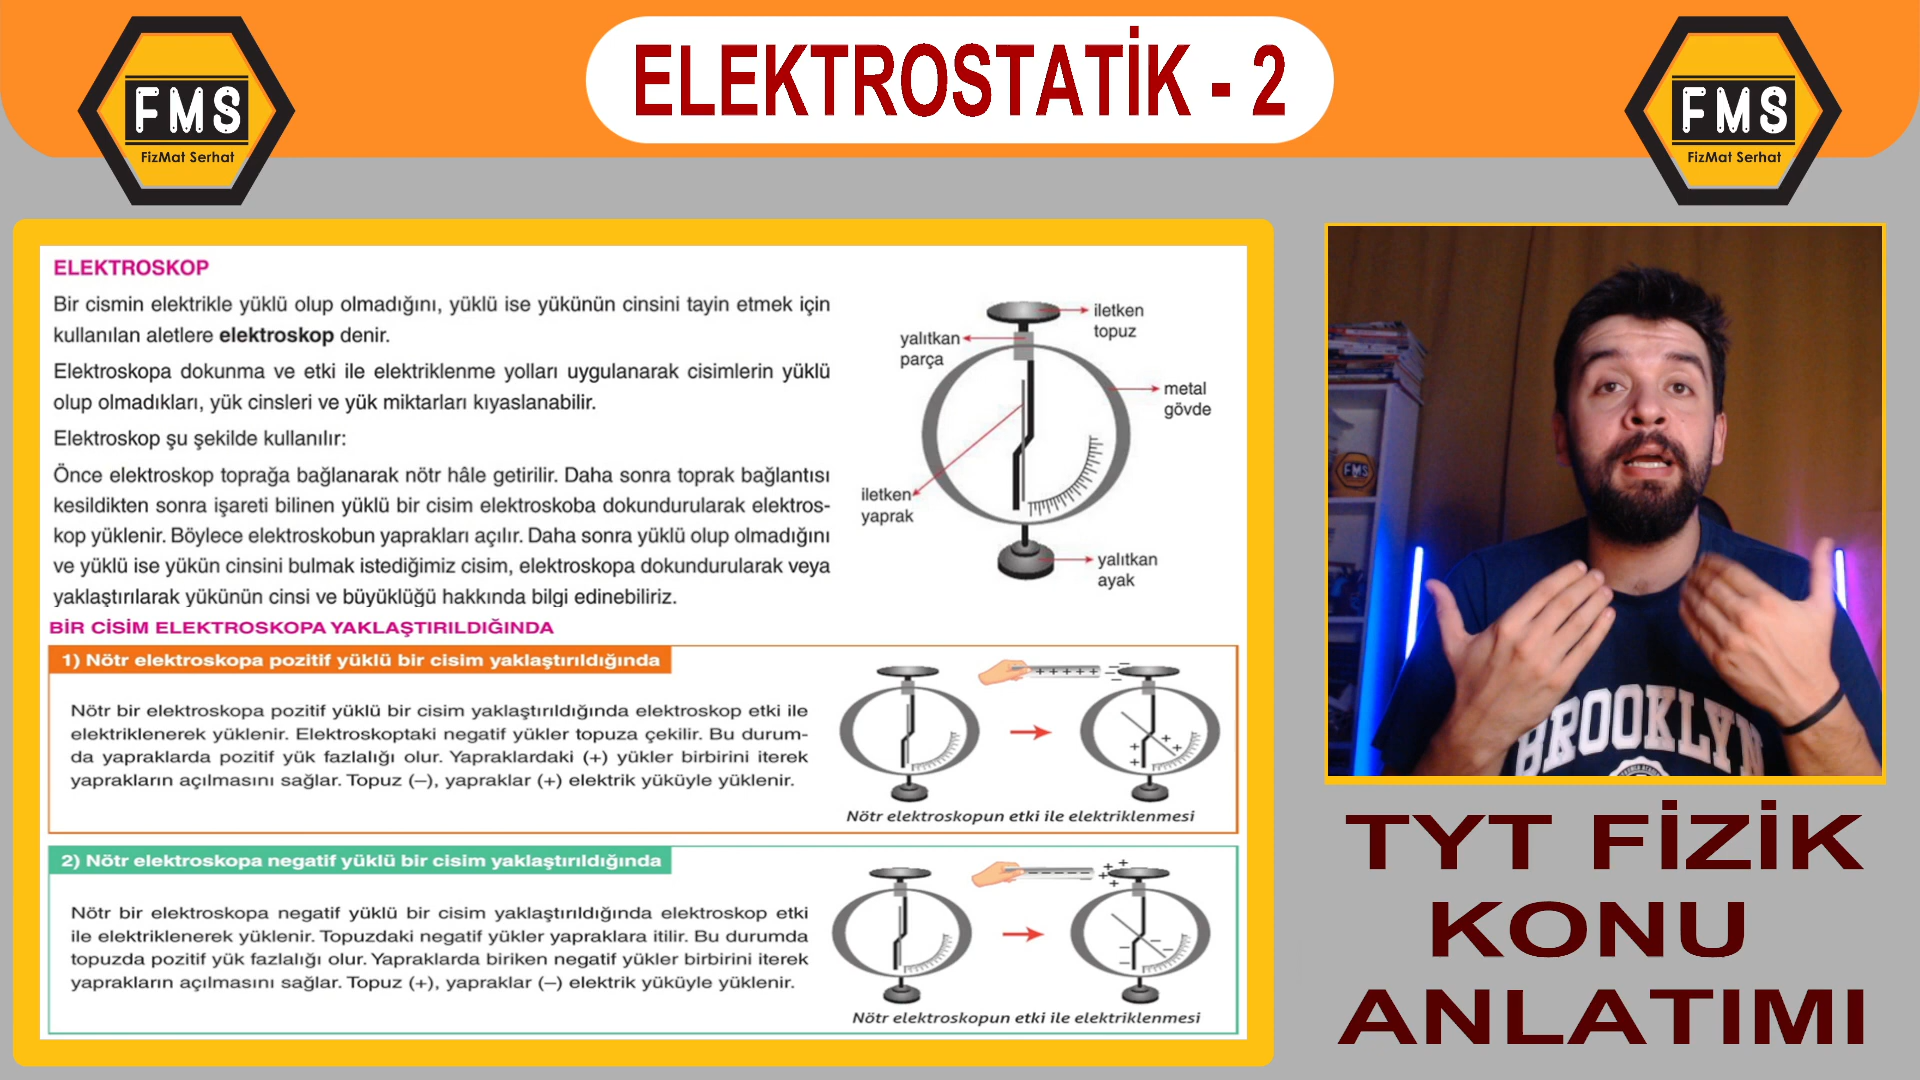 ELEKTROSTATİK - 2
FMS
FizMat Serhat
FMS
FizMat Serhat
ELEKTROSKOP
Bir cismin elektrikle yüklü olup olmadığını, yüklü ise yükünün cinsini tayin etmek için
kullanılan aletlere elektroskop denir.
Elektroskopa dokunma ve etki ile elektriklenme yolları uygulanarak cisimlerin yüklü
olup olmadıkları, yük cinsleri ve yük miktarları kıyaslanabilir.
Elektroskop şu şekilde kullanılır:
Önce elektroskop toprağa bağlanarak nötr hâle getirilir. Daha sonra toprak bağlantısı
kesildikten sonra işareti bilinen yüklü bir cisim elektroskoba dokundurularak elektros-
kop yüklenir. Böylece elektroskobun yaprakları açılır. Daha sonra yüklü olup olmadığını
ve yüklü ise yükün cinsini bulmak istediğimiz cisim, elektroskopa dokundurularak veya
yaklaştırılarak yükünün cinsi ve büyüklüğü hakkında bilgi edinebiliriz.
iletken
topuz
yalıtkan
parça
metal
gövde
iletken
yaprak
yalıtkan
ayak
BİR CİSİM ELEKTROSKOPA YAKLAŞTIRILDIĞINDA
1) Nötr elektroskopa pozitif yüklü bir cisim yaklaştırıldığında
Nötr bir elektroskopa pozitif yüklü bir cisim yaklaştırıldığında elektroskop etki ile
elektriklenerek yüklenir. Elektroskoptaki negatif yükler topuza çekilir. Bu durum-
da yapraklarda pozitif yük fazlalığı olur. Yapraklardaki (+) yükler birbirini iterek
yaprakların açılmasını sağlar. Topuz (–), yapraklar (+) elektrik yüküyle yüklenir.
+ + + + +
Nötr elektroskopun etki ile elektriklenmesi
2) Nötr elektroskopa negatif yüklü bir cisim yaklaştırıldığında
Nötr bir elektroskopa negatif yüklü bir cisim yaklaştırıldığında elektroskop etki
ile elektriklenerek yüklenir. Topuzdaki negatif yükler yapraklara itilir. Bu durumda
topuzda pozitif yük fazlalığı olur. Yapraklarda biriken negatif yükler birbirini iterek
yaprakların açılmasını sağlar. Topuz (+), yapraklar (–) elektrik yüküyle yüklenir.
Nötr elektroskopun etki ile elektriklenmesi
FMS
BROOKLYN
TYT FİZİK
KONU
ANLATIMI